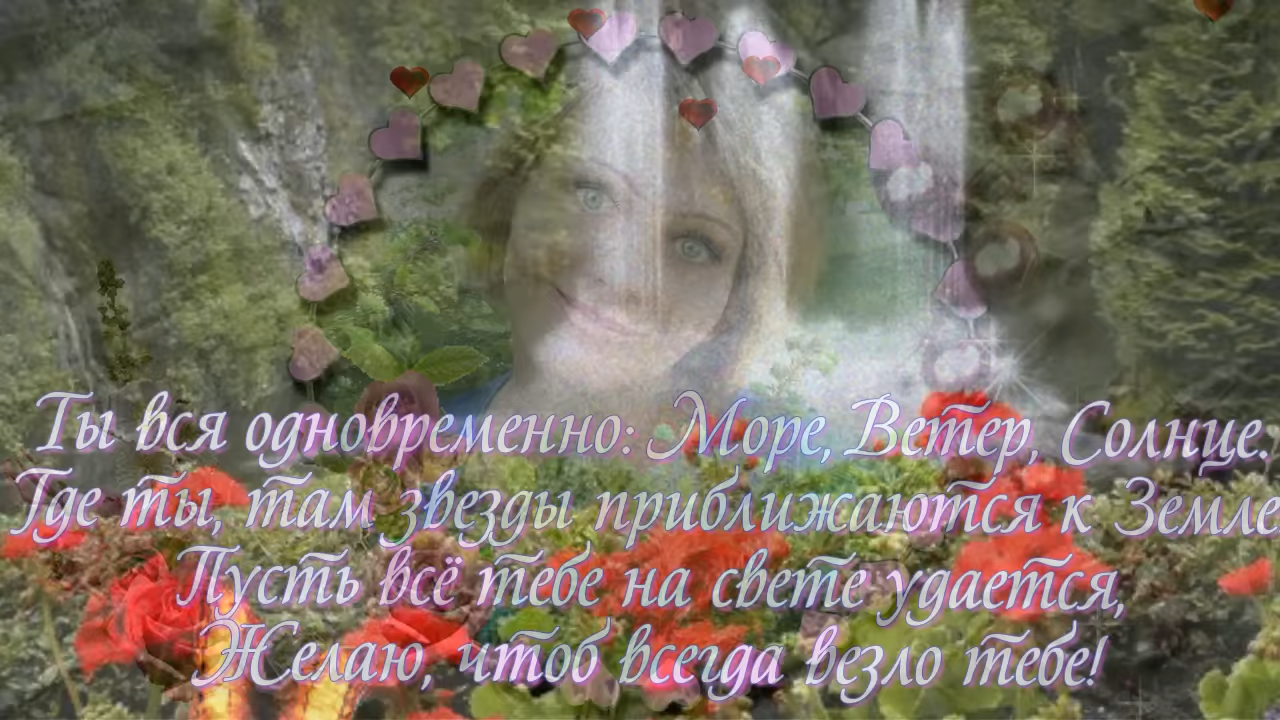 Ты вся одновременно: Море, Ветер, Солнце.
Где ты, там звезды приближаются к Земле
Пусть всё тебе на свете удается,
Желаю, чтоб всегда везло тебе!